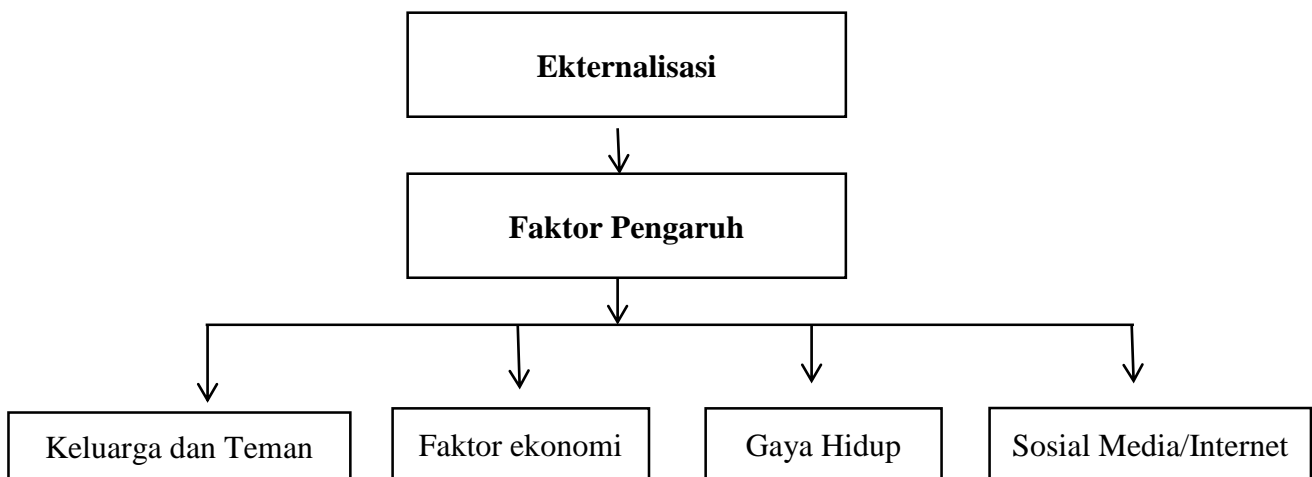 Ekternalisasi
Faktor Pengaruh
Keluarga dan Teman
Faktor ekonomi
Gaya Hidup
Sosial Media/Internet